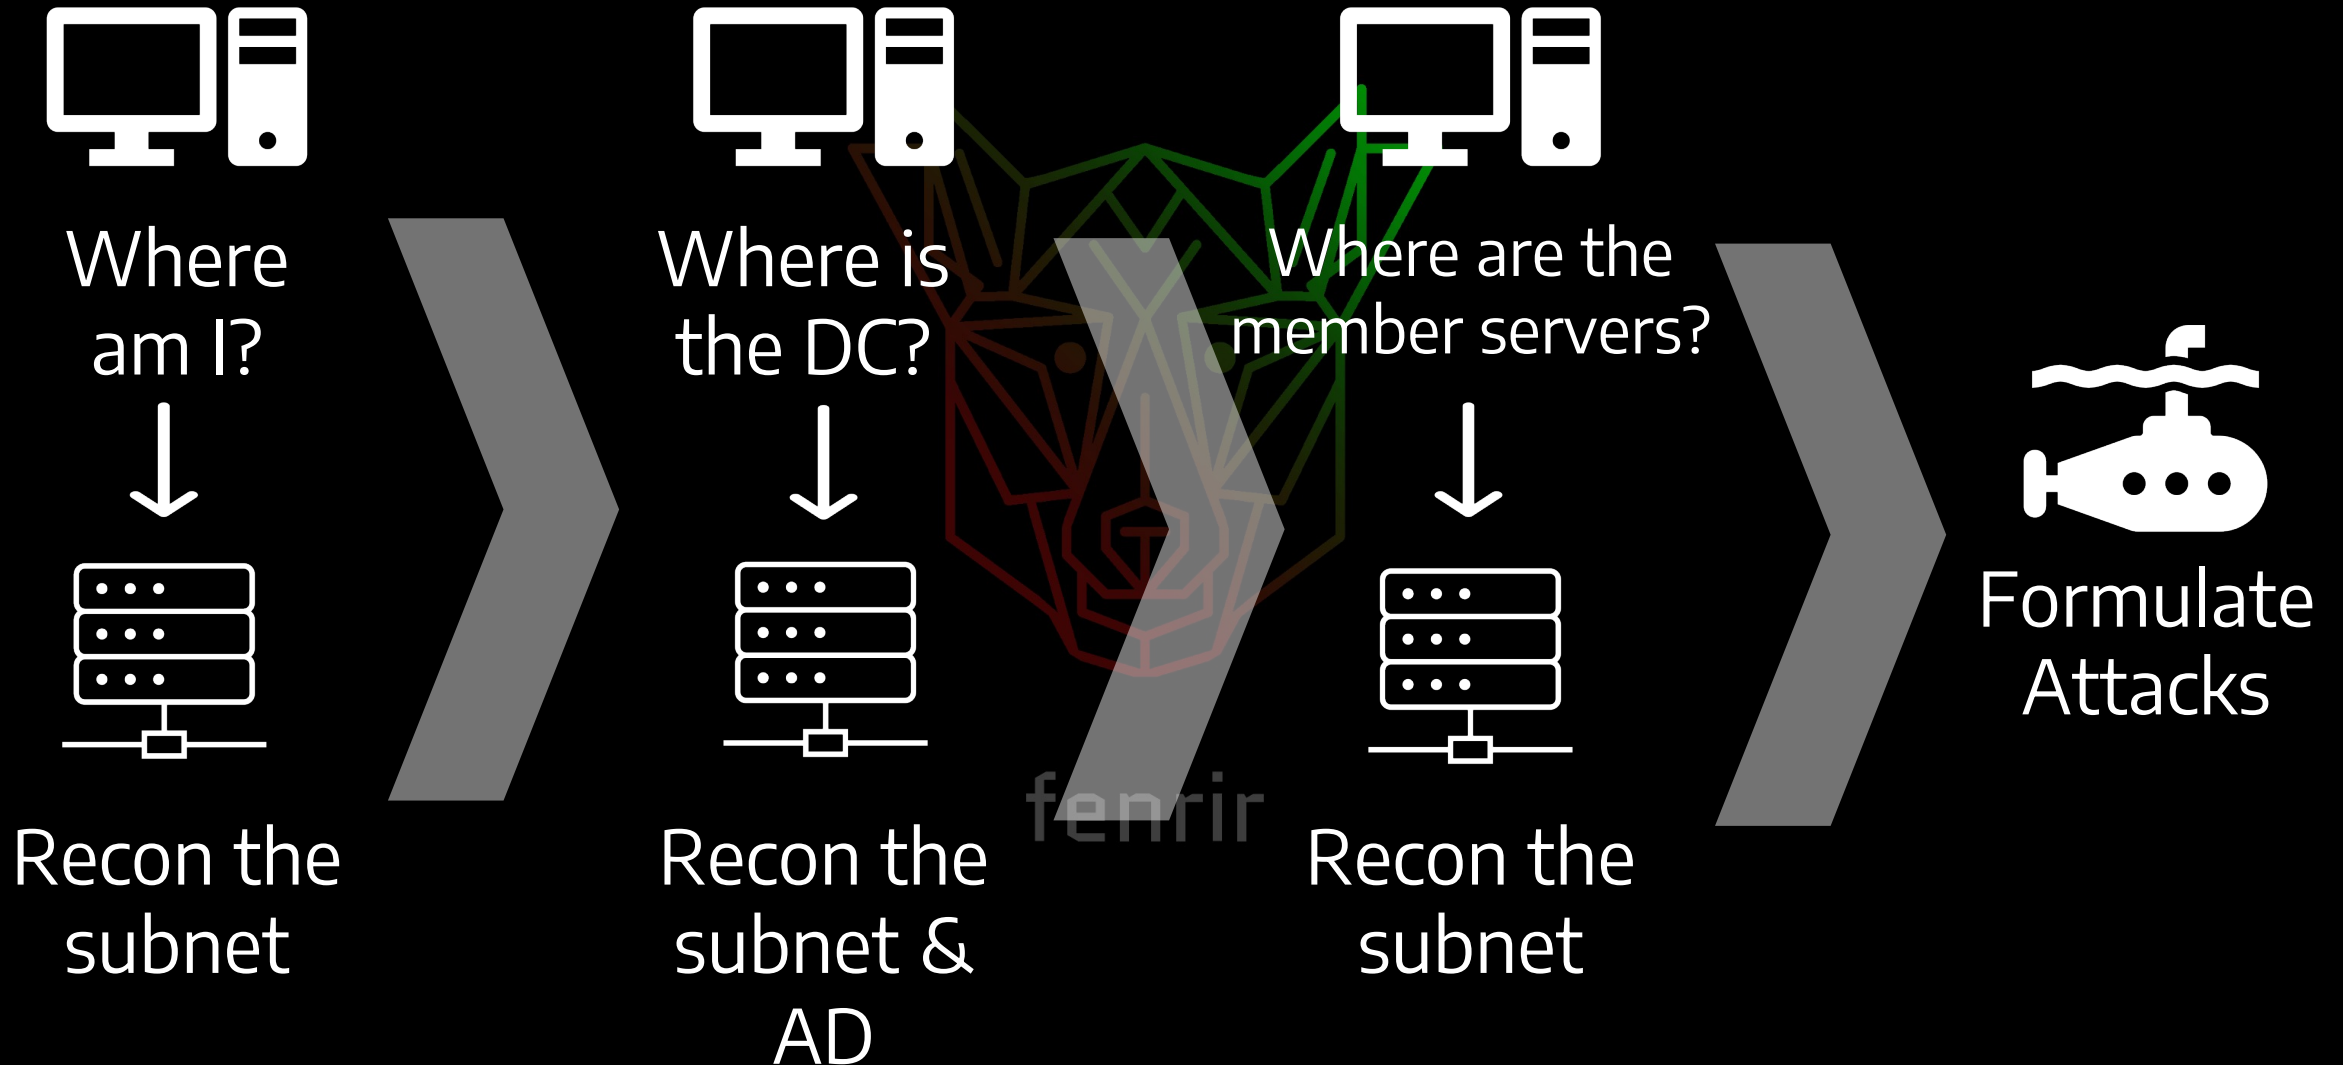 Where
am I?
Recon the
subnet
Where is
the DC?
Recon the
subnet &
AD
Where are the
member servers?
Recon the
subnet
Formulate
Attacks
fenrir